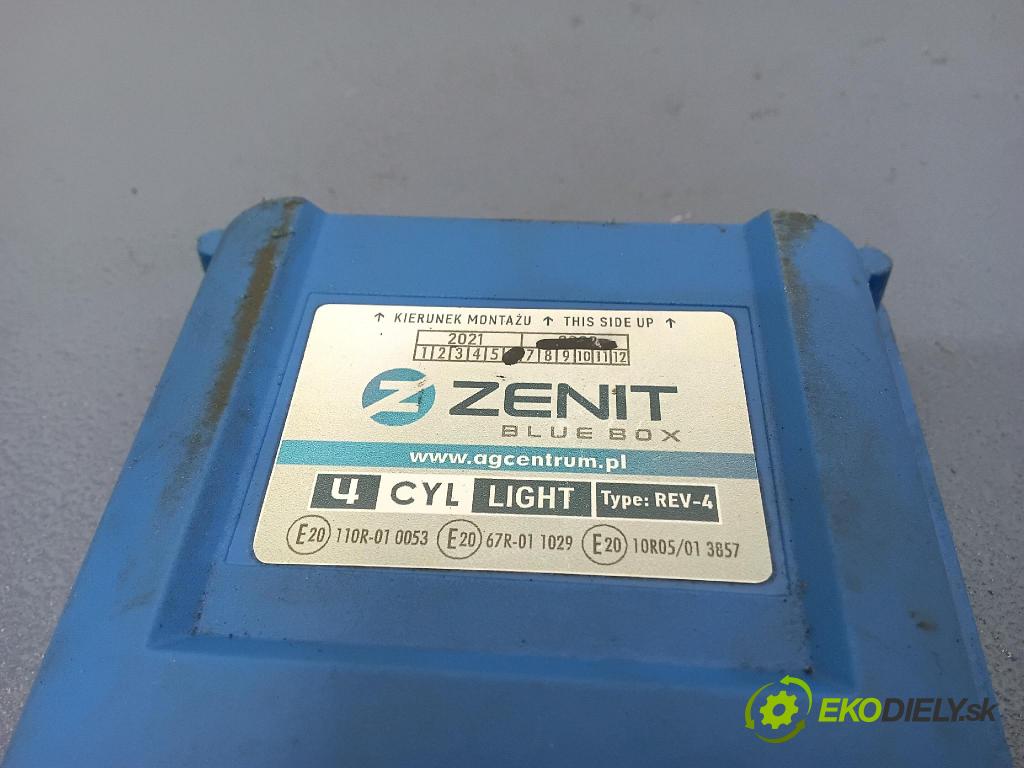 ↑ KIERUNEK MONTAŻU ↑ THIS SIDE UP ↑
2021
1 2 3 4 5 7 8 9 10 11 12
Z ZENIT
BLUE BOX
www.agcentrum.pl
4 CYL LIGHT Type: REV-4
E20 110R-01 0053 E20 67R-01 1029 E20 10R05/01 3857
EKODIELY.sk